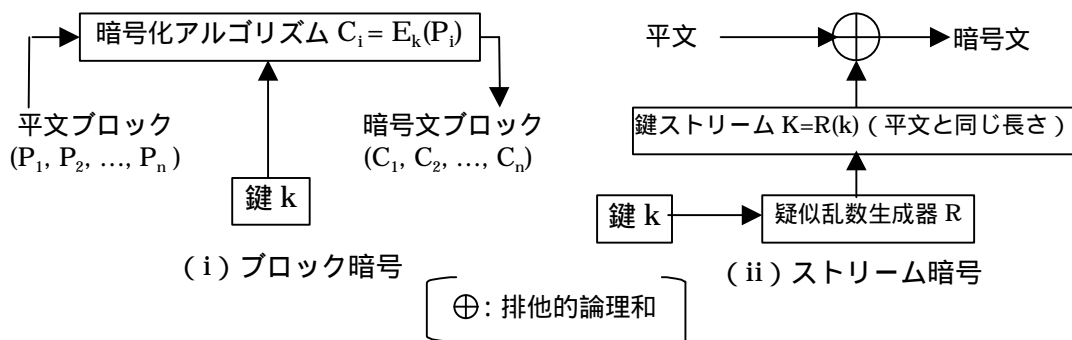 暗号化アルゴリズム Ci = Ek(Pi)
平文ブロック
(P1, P2, …, Pn )
暗号文ブロック
(C1, C2, …, Cn)
鍵 k
(i)ブロック暗号
平文
暗号文
鍵ストリーム K=R(k)(平文と同じ長さ)
鍵 k
疑似乱数生成器 R
(ii)ストリーム暗号
⊕: 排他的論理和